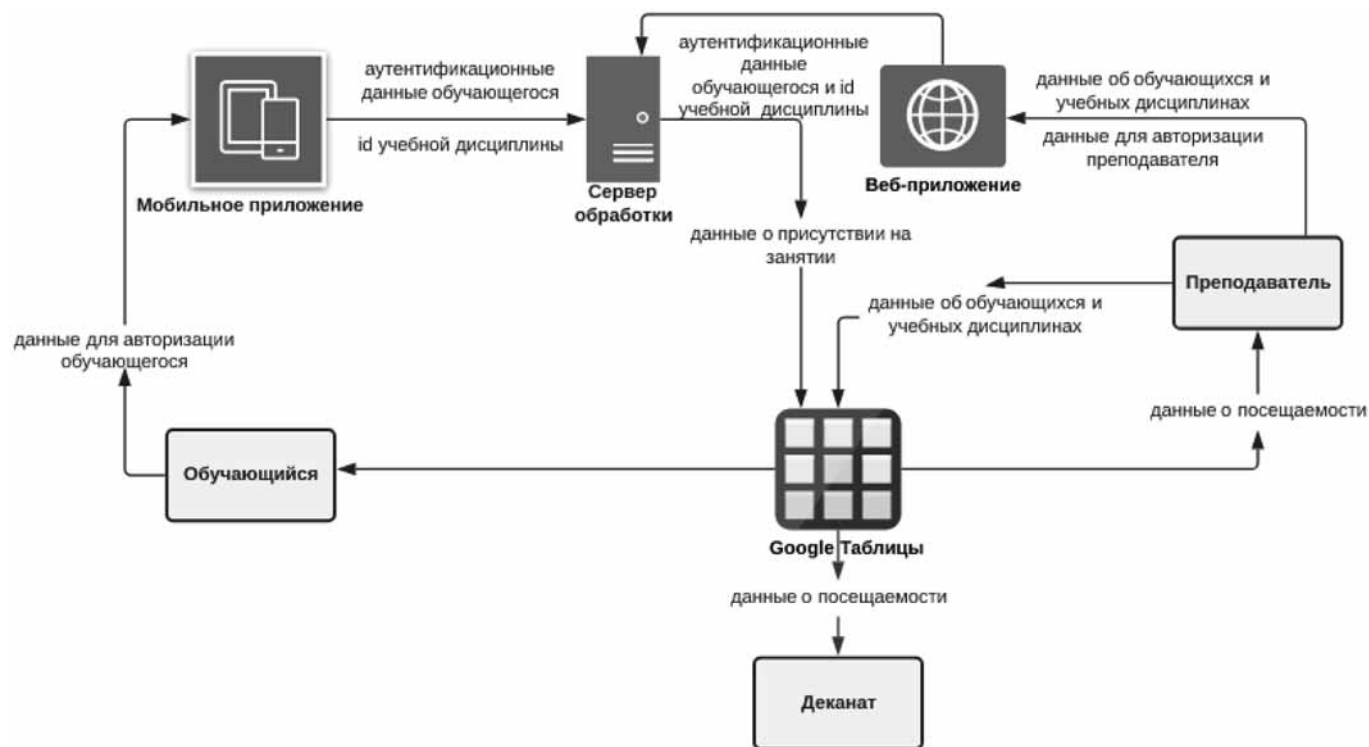 аутентификационные
данные обучающегося
id учебной дисциплины
Мобильное приложение
Сервер
обработки
аутентификационные
данные
обучающегося и id
учебной дисциплины
Веб-приложение
данные об обучающихся и
учебных дисциплинах
данные для авторизации
преподавателя
данные о присутствии на
занятии
Преподаватель
данные об обучающихся и
учебных дисциплинах
данные для авторизации
обучающегося
данные о посещаемости
Обучающийся
Google Таблицы
данные о посещаемости
Деканат